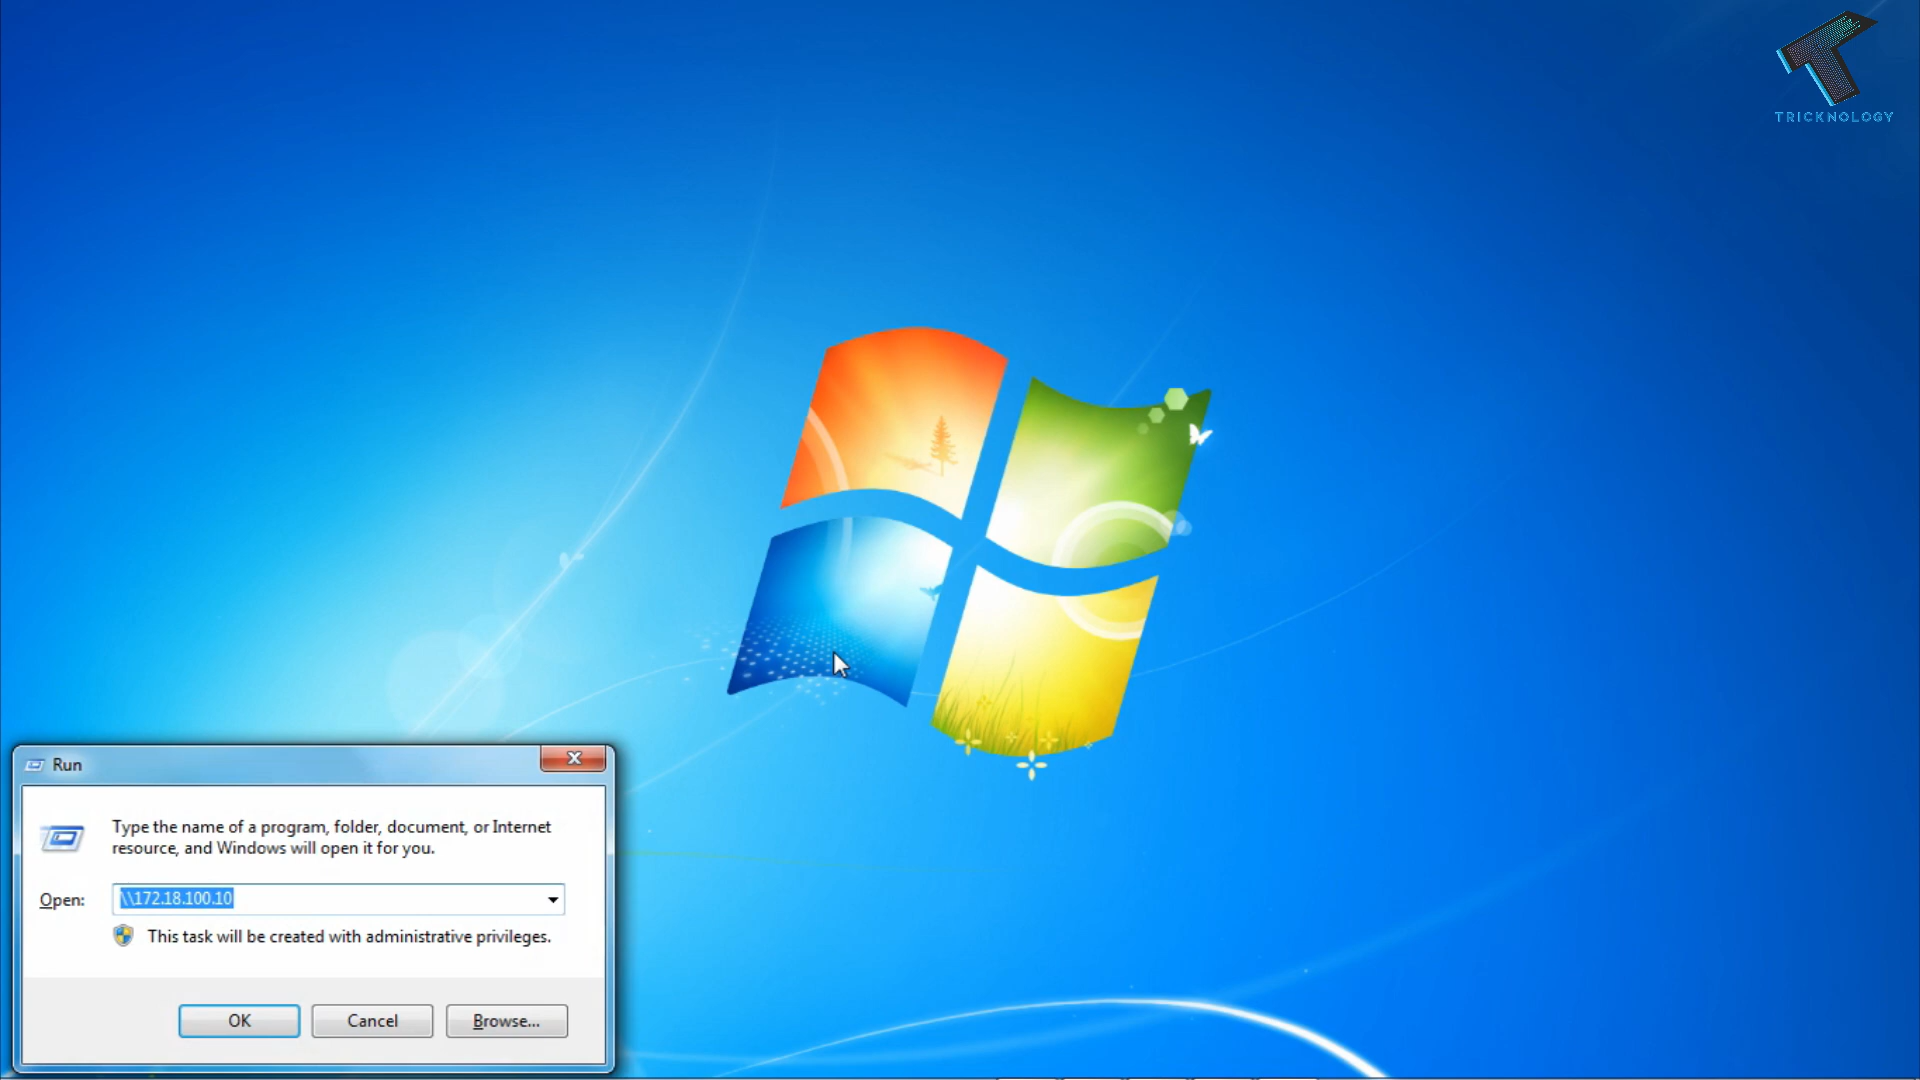 TRICKNOLOGY
Run
Type the name of a program, folder, document, or Internet
resource, and Windows will open it for you.
Open: \\172.18.100.10
This task will be created with administrative privileges.
OK Cancel Browse...